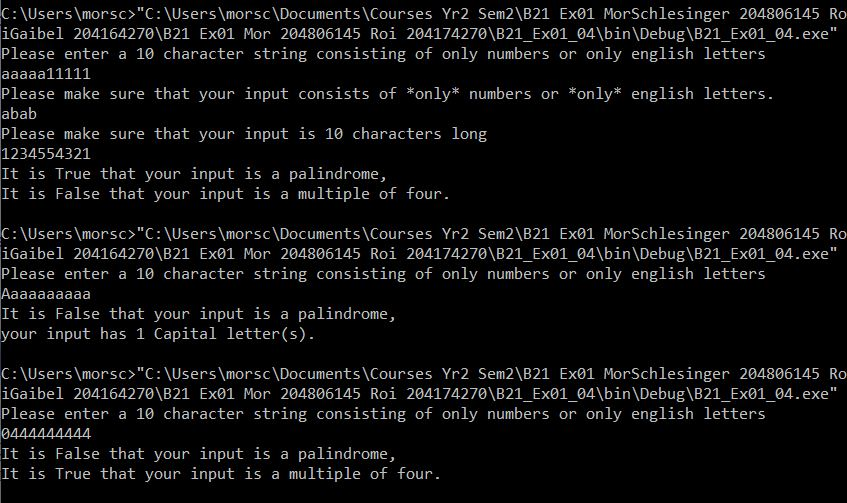 C:\Users\morsc>"C:\Users\morsc\Documents\Courses Yr2 Sem2\B21 Ex01 MorSchlesinger 204806145 Ro
iGaibel 204164270\B21 Ex01 Mor 204806145 Roi 204174270\B21_Ex01_04\bin\Debug\B21_Ex01_04.exe"
Please enter a 10 character string consisting of only numbers or only english letters
aaaaa11111
Please make sure that your input consists of *only* numbers or *only* english letters.
abab
Please make sure that your input is 10 characters long
1234554321
It is True that your input is a palindrome,
It is False that your input is a multiple of four.
C:\Users\morsc>"C:\Users\morsc\Documents\Courses Yr2 Sem2\B21 Ex01 MorSchlesinger 204806145 Ro
iGaibel 204164270\B21 Ex01 Mor 204806145 Roi 204174270\B21_Ex01_04\bin\Debug\B21_Ex01_04.exe"
Please enter a 10 character string consisting of only numbers or only english letters
Aaaaaaaaaa
It is False that your input is a palindrome,
your input has 1 Capital letter(s).
C:\Users\morsc>"C:\Users\morsc\Documents\Courses Yr2 Sem2\B21 Ex01 MorSchlesinger 204806145 Ro
iGaibel 204164270\B21 Ex01 Mor 204806145 Roi 204174270\B21_Ex01_04\bin\Debug\B21_Ex01_04.exe"
Please enter a 10 character string consisting of only numbers or only english letters
0444444444
It is False that your input is a palindrome,
It is True that your input is a multiple of four.